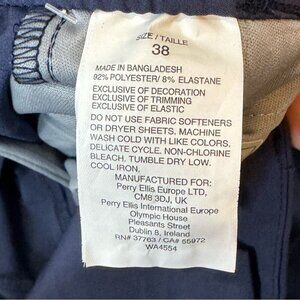 SIZE/TAILLE
38
MADE IN BANGLADESH
92% POLYESTER/ 8% ELASTANE
EXCLUSIVE OF DECORATION
EXCLUSIVE OF TRIMMING
EXCLUSIVE OF ELASTIC
DO NOT USE FABRIC SOFTENERS
OR DRYER SHEETS. MACHINE
WASH COLD WITH LIKE COLORS.
DELICATE CYCLE. NON-CHLORINE
BLEACH. TUMBLE DRY LOW.
COOL IRON.
MANUFACTURED FOR:
Perry Ellis Europe LTD,
CM8 3DJ, UK
Perry Ellis International Europe
Olympic House
Pleasants Street
Dublin 8, Ireland
RN# 37763 / CA# 55972
WA4554